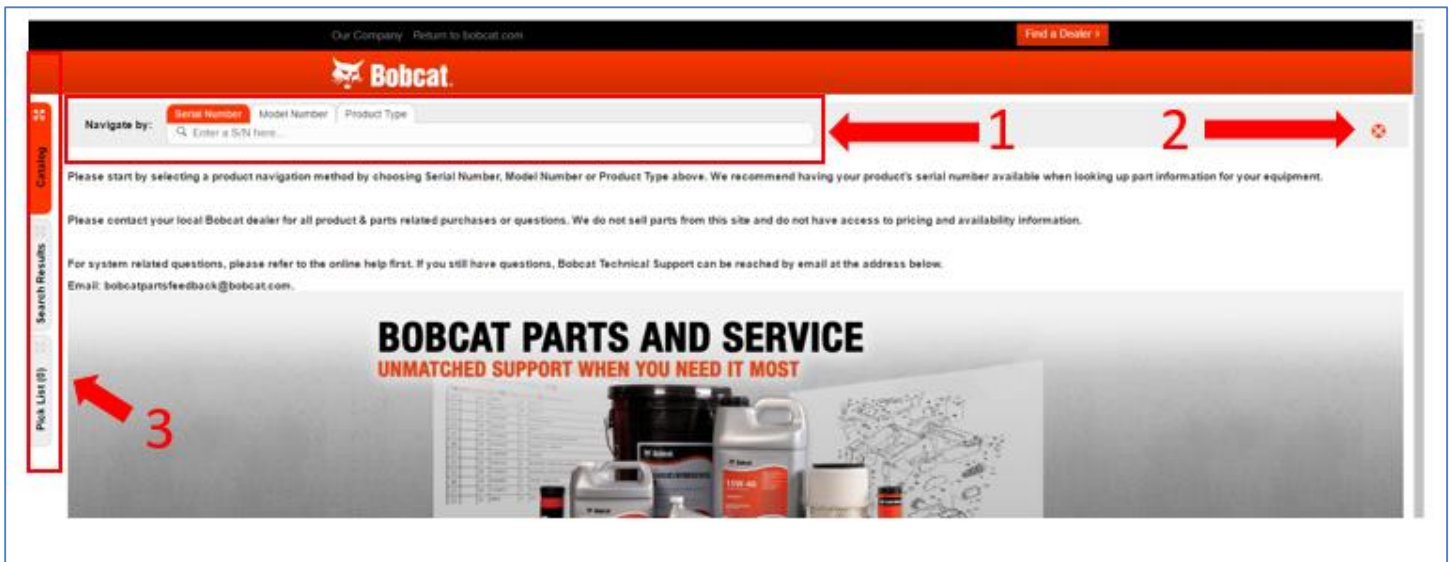 Our Company Return to bobcat.com
Find a Dealer >
Bobcat.
Navigate by:
Serial Number Model Number Product Type
Enter a S/N here...
1
2
Catalog
Please start by selecting a product navigation method by choosing Serial Number, Model Number or Product Type above. We recommend having your product's serial number available when looking up part information for your equipment.
Please contact your local Bobcat dealer for all product & parts related purchases or questions. We do not sell parts from this site and do not have access to pricing and availability information.
Search Results
For system related questions, please refer to the online help first. If you still have questions, Bobcat Technical Support can be reached by email at the address below.
Email: bobcatpartsfeedback@bobcat.com.
BOBCAT PARTS AND SERVICE
UNMATCHED SUPPORT WHEN YOU NEED IT MOST
Pick List (0)
3
Bobcat
Bobcat
15W-40
Bobcat